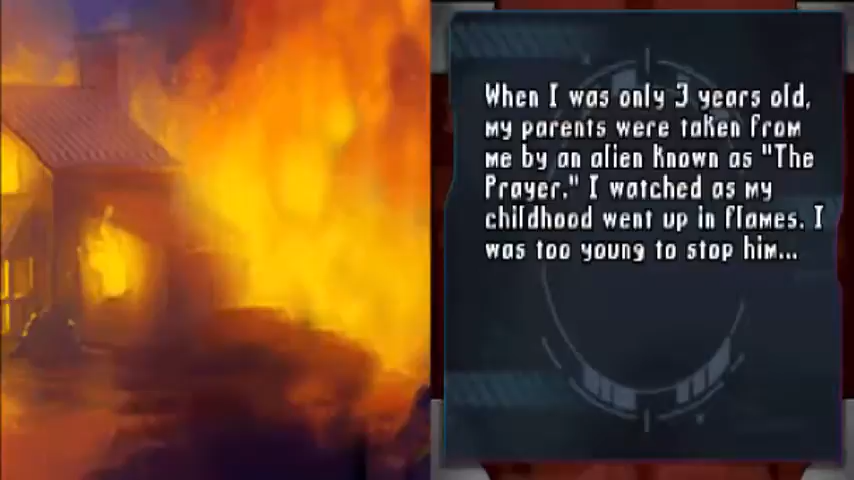 When I was only 3 years old,
my parents were taken from
me by an alien known as "The
Prayer." I watched as my
childhood went up in flames. I
was too young to stop him...